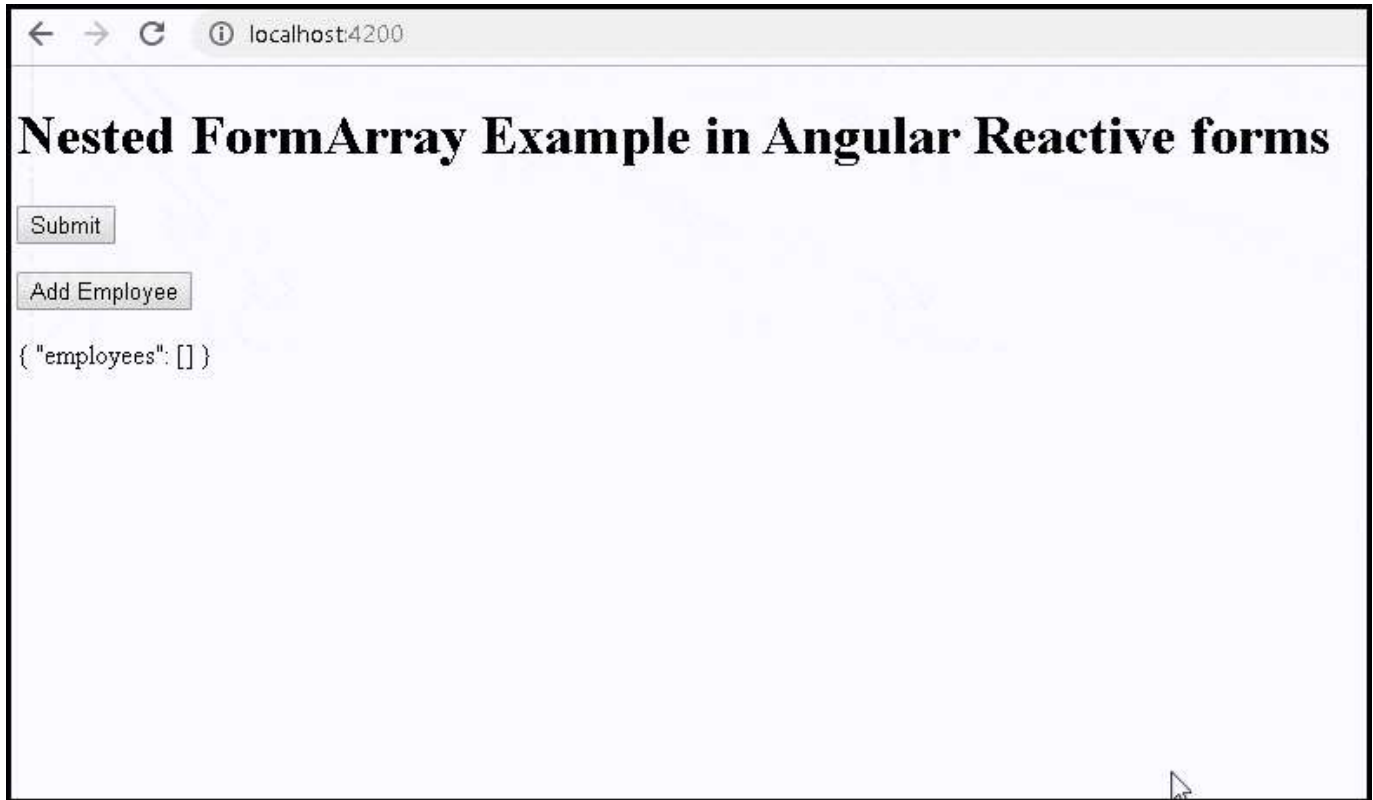 localhost:4200
Nested FormArray Example in Angular Reactive forms
Submit
Add Employee
{ "employees": [] }